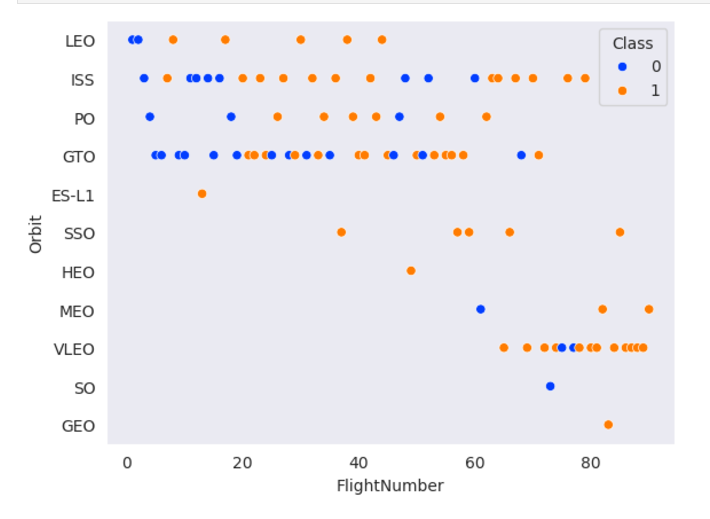 LEO
ISS
PO
GTO
ES-L1
SSO
HEO
MEO
VLEO
SO
GEO
Orbit
0
20
40
60
80
FlightNumber
Class
0
1